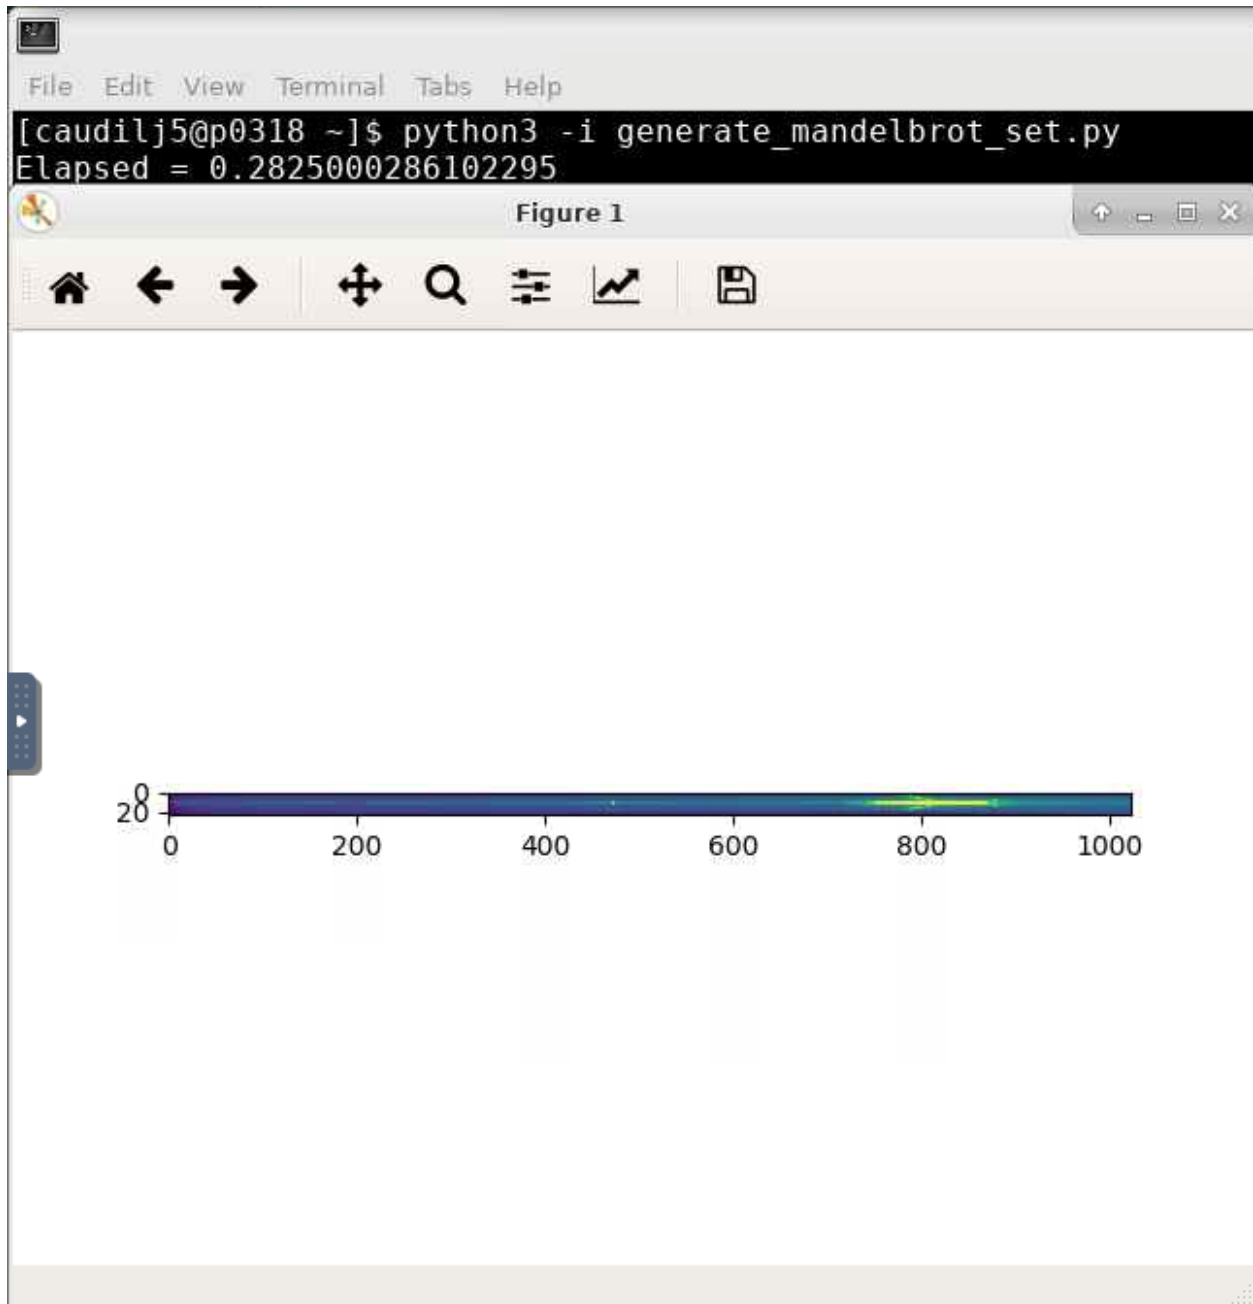 File Edit View Terminal Tabs Help
[caudilj5@p0318 ~]$ python3 -i generate_mandelbrot_set.py
Elapsed = 0.2825000286102295
Figure 1
0
20
0 200 400 600 800 1000